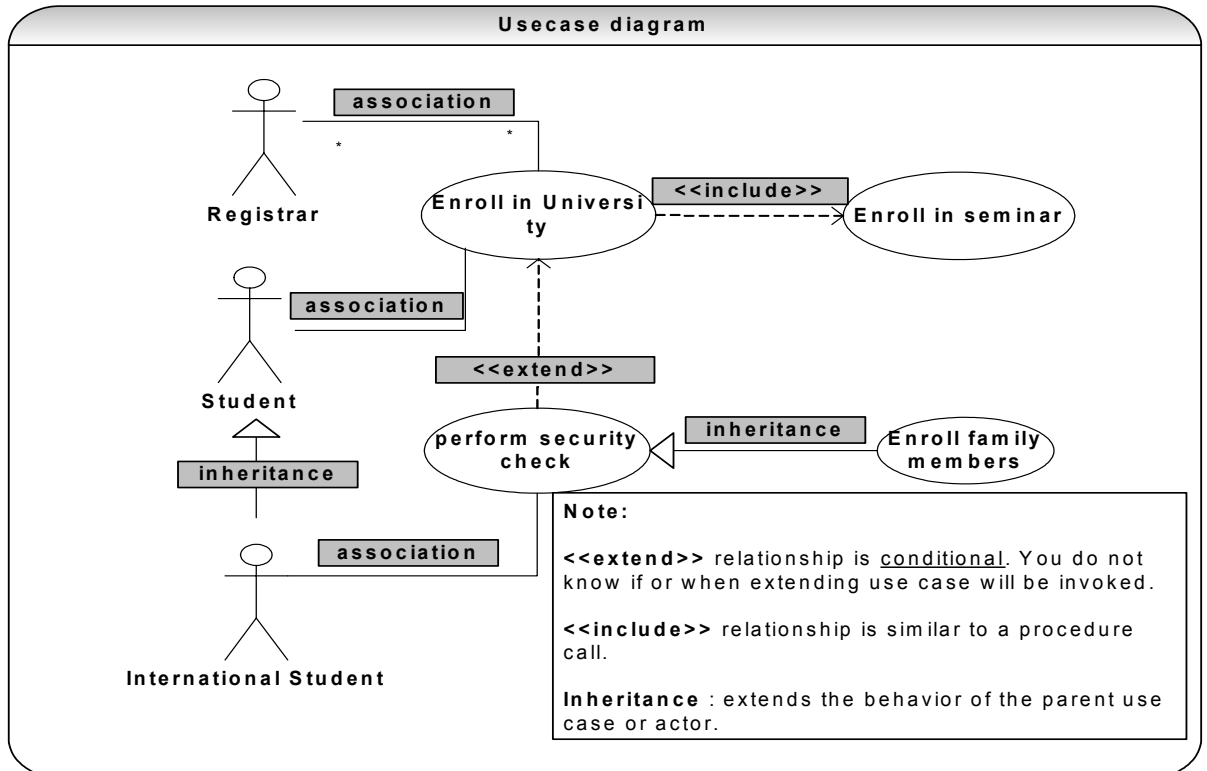 Usecase diagram
association
*
*
Registrar
Enroll in Universi
ty
<<include>>
Enroll in seminar
association
Student
<<extend>>
inheritance
perform security
check
inheritance
Enroll family
members
association
International Student
Note:
<<extend>> relationship is conditional. You do not
know if or when extending use case will be invoked.
<<include>> relationship is similar to a procedure
call.
Inheritance : extends the behavior of the parent use
case or actor.